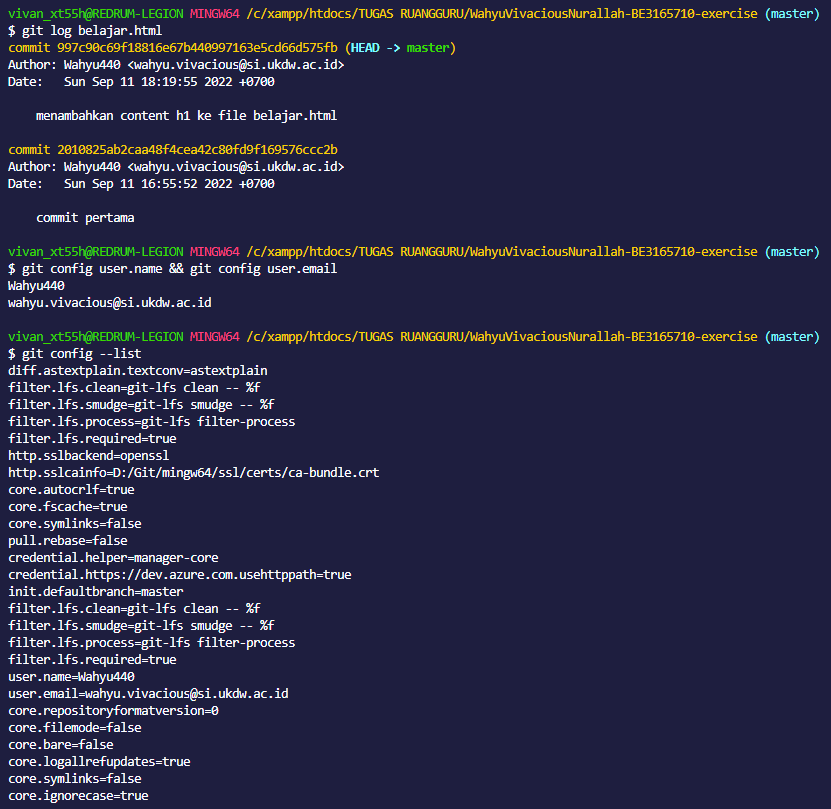 vivan_xt55h@REDRUM-LEGION MINGW64 /c/xampp/htdocs/TUGAS RUANGGURU/WahyuVivaciousNurallah-BE3165710-exercise (master)
$ git log belajar.html
commit 997c90c69f18816e67b440997163e5cd66d575fb (HEAD -> master)
Author: Wahyu440 <wahyu.vivacious@si.ukdw.ac.id>
Date:   Sun Sep 11 18:19:55 2022 +0700
    menambahkan content h1 ke file belajar.html
commit 2010825ab2caa48f4cea42c80fd9f169576ccc2b
Author: Wahyu440 <wahyu.vivacious@si.ukdw.ac.id>
Date:   Sun Sep 11 16:55:52 2022 +0700
    commit pertama
vivan_xt55h@REDRUM-LEGION MINGW64 /c/xampp/htdocs/TUGAS RUANGGURU/WahyuVivaciousNurallah-BE3165710-exercise (master)
$ git config user.name && git config user.email
Wahyu440
wahyu.vivacious@si.ukdw.ac.id
vivan_xt55h@REDRUM-LEGION MINGW64 /c/xampp/htdocs/TUGAS RUANGGURU/WahyuVivaciousNurallah-BE3165710-exercise (master)
$ git config --list
diff.astextplain.textconv=astextplain
filter.lfs.clean=git-lfs clean -- %f
filter.lfs.smudge=git-lfs smudge -- %f
filter.lfs.process=git-lfs filter-process
filter.lfs.required=true
http.sslbackend=openssl
http.sslcainfo=D:/Git/mingw64/ssl/certs/ca-bundle.crt
core.autocrlf=true
core.fscache=true
core.symlinks=false
pull.rebase=false
credential.helper=manager-core
credential.https://dev.azure.com.usehttppath=true
init.defaultbranch=master
filter.lfs.clean=git-lfs clean -- %f
filter.lfs.smudge=git-lfs smudge -- %f
filter.lfs.process=git-lfs filter-process
filter.lfs.required=true
user.name=Wahyu440
user.email=wahyu.vivacious@si.ukdw.ac.id
core.repositoryformatversion=0
core.filemode=false
core.bare=false
core.logallrefupdates=true
core.symlinks=false
core.ignorecase=true